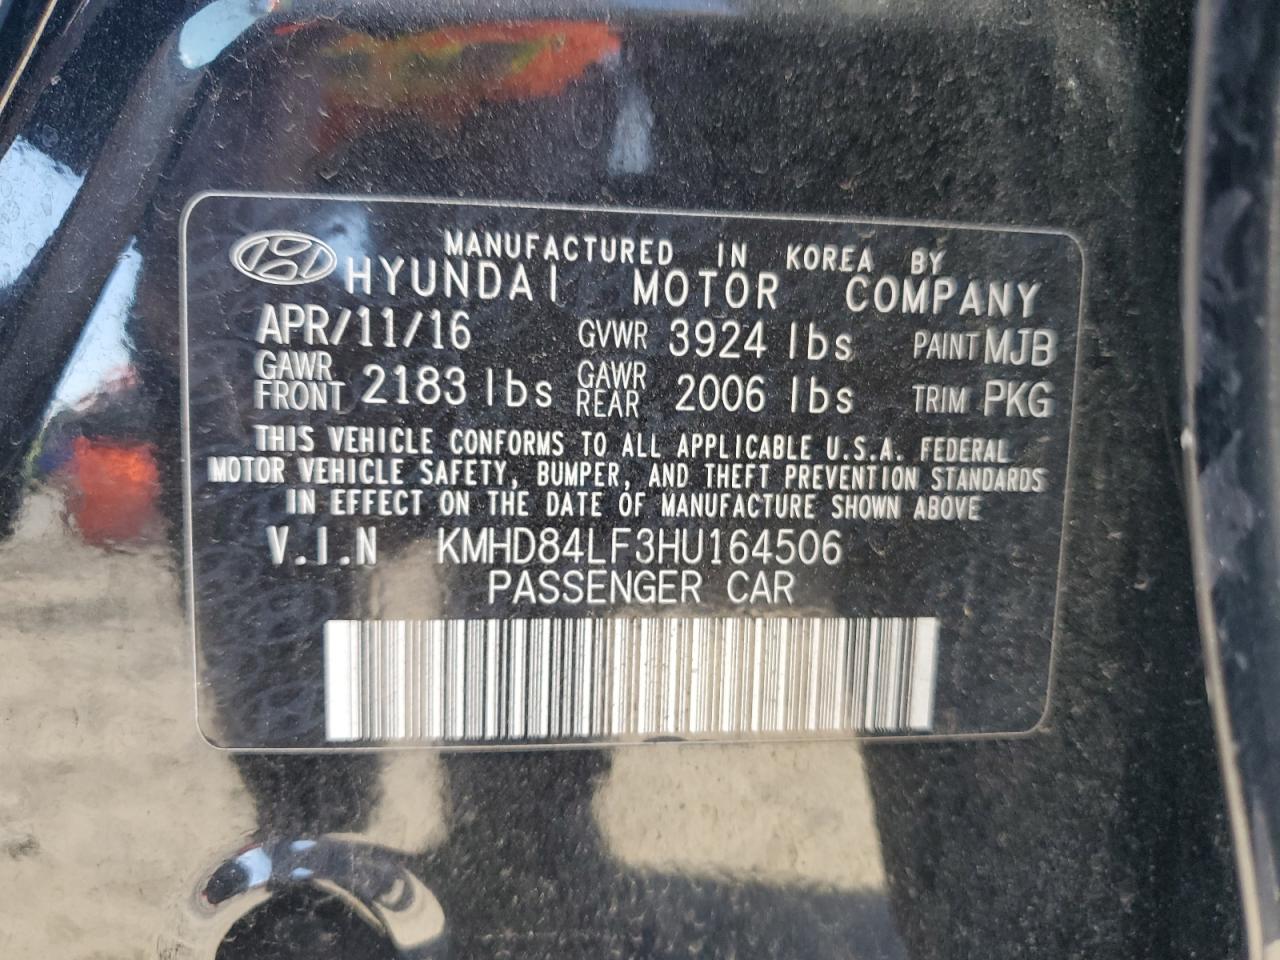 MANUFACTURED IN KOREA BY
HYUNDAI MOTOR COMPANY
APR/11/16 GVWR 3924 lbs PAINT MJB
GAWR FRONT 2183 lbs GAWR REAR 2006 lbs TRIM PKG
THIS VEHICLE CONFORMS TO ALL APPLICABLE U.S.A. FEDERAL
MOTOR VEHICLE SAFETY, BUMPER, AND THEFT PREVENTION STANDARDS
IN EFFECT ON THE DATE OF MANUFACTURE SHOWN ABOVE
V.I.N KMHD84LF3HU164506
PASSENGER CAR